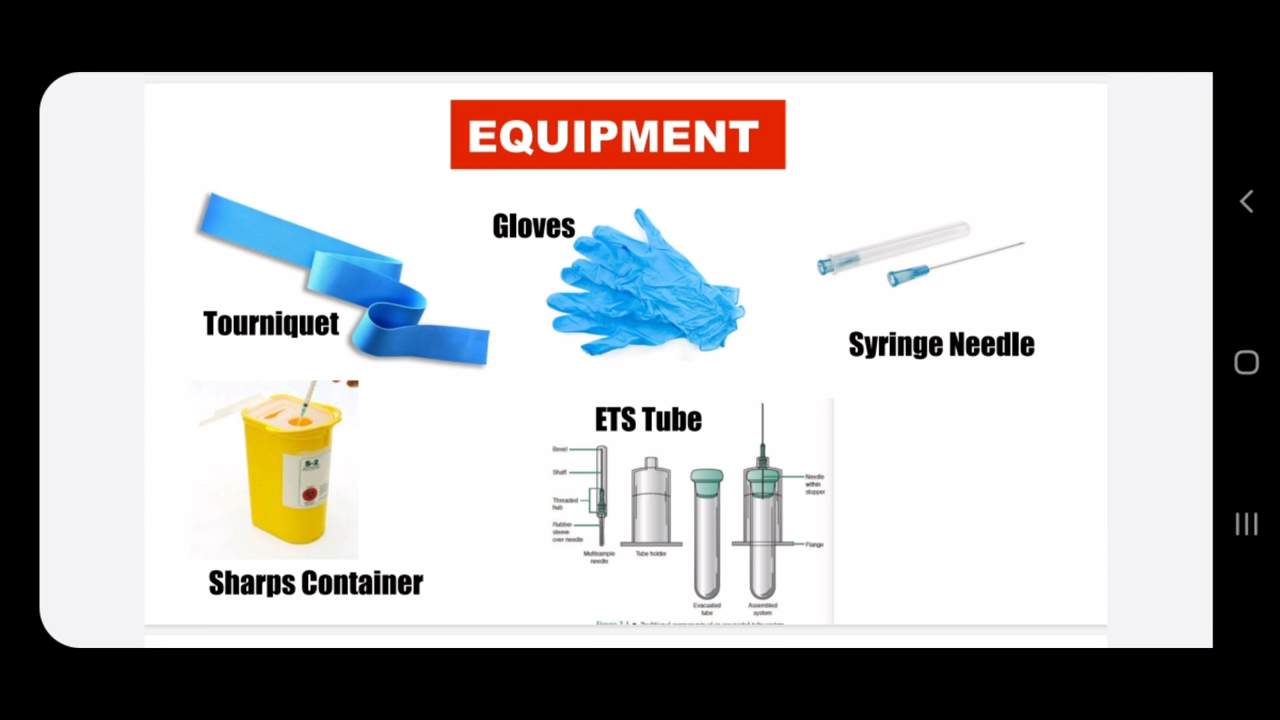 EQUIPMENT
Gloves
Tourniquet
Syringe Needle
ETS Tube
Sharps Container
S-2
Bevel
Shaft
Threaded
hub
Rubber
sleeve
over needle
Multisample
needle
Tube holder
Evacuated
tube
Assembled
system
Needle
within
stopper
Flange